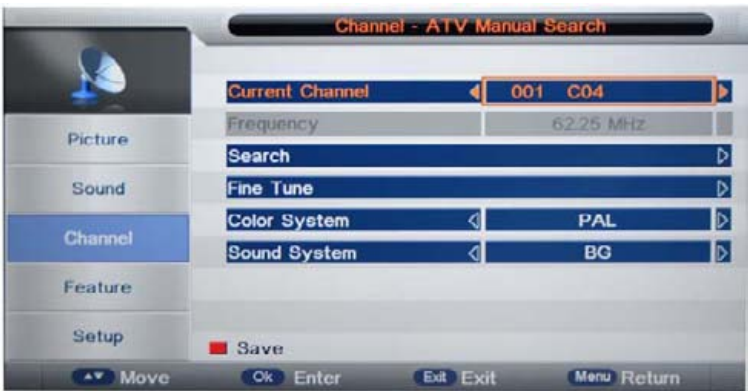 Channel - ATV Manual Search
Current Channel 001 C04
Frequency 62.25 MHz
Search
Fine Tune
Color System PAL
Sound System BG
Picture
Sound
Channel
Feature
Setup
Save
Move Ok Enter Exit Exit Menu Return